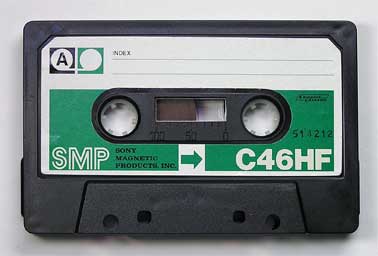 A
INDEX
100 50 0
514212
SMP
SONY
MAGNETIC
PRODUCTS, INC.
C46HF